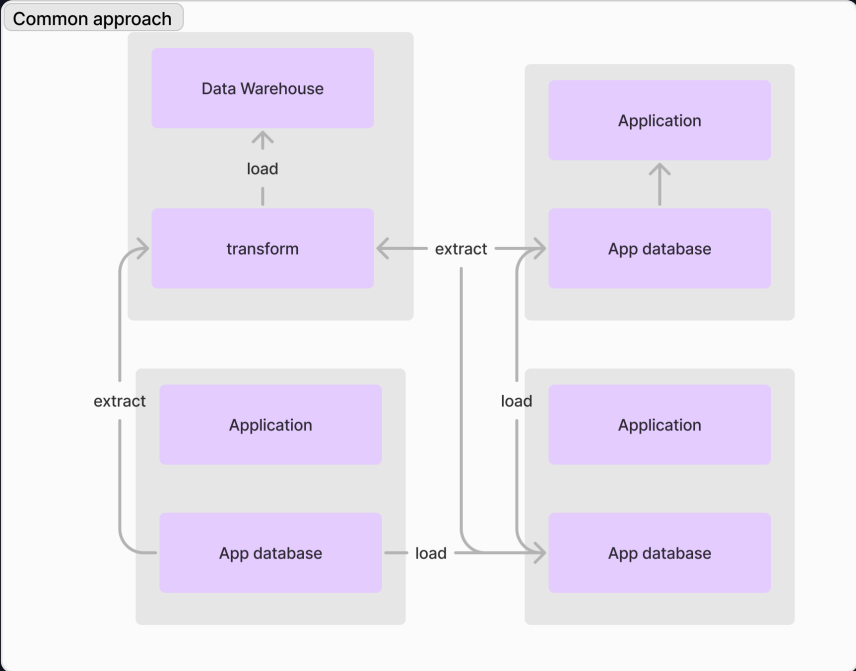 Common approach
Data Warehouse
load
transform
extract
Application
App database
extract
Application
App database
load
load
Application
App database